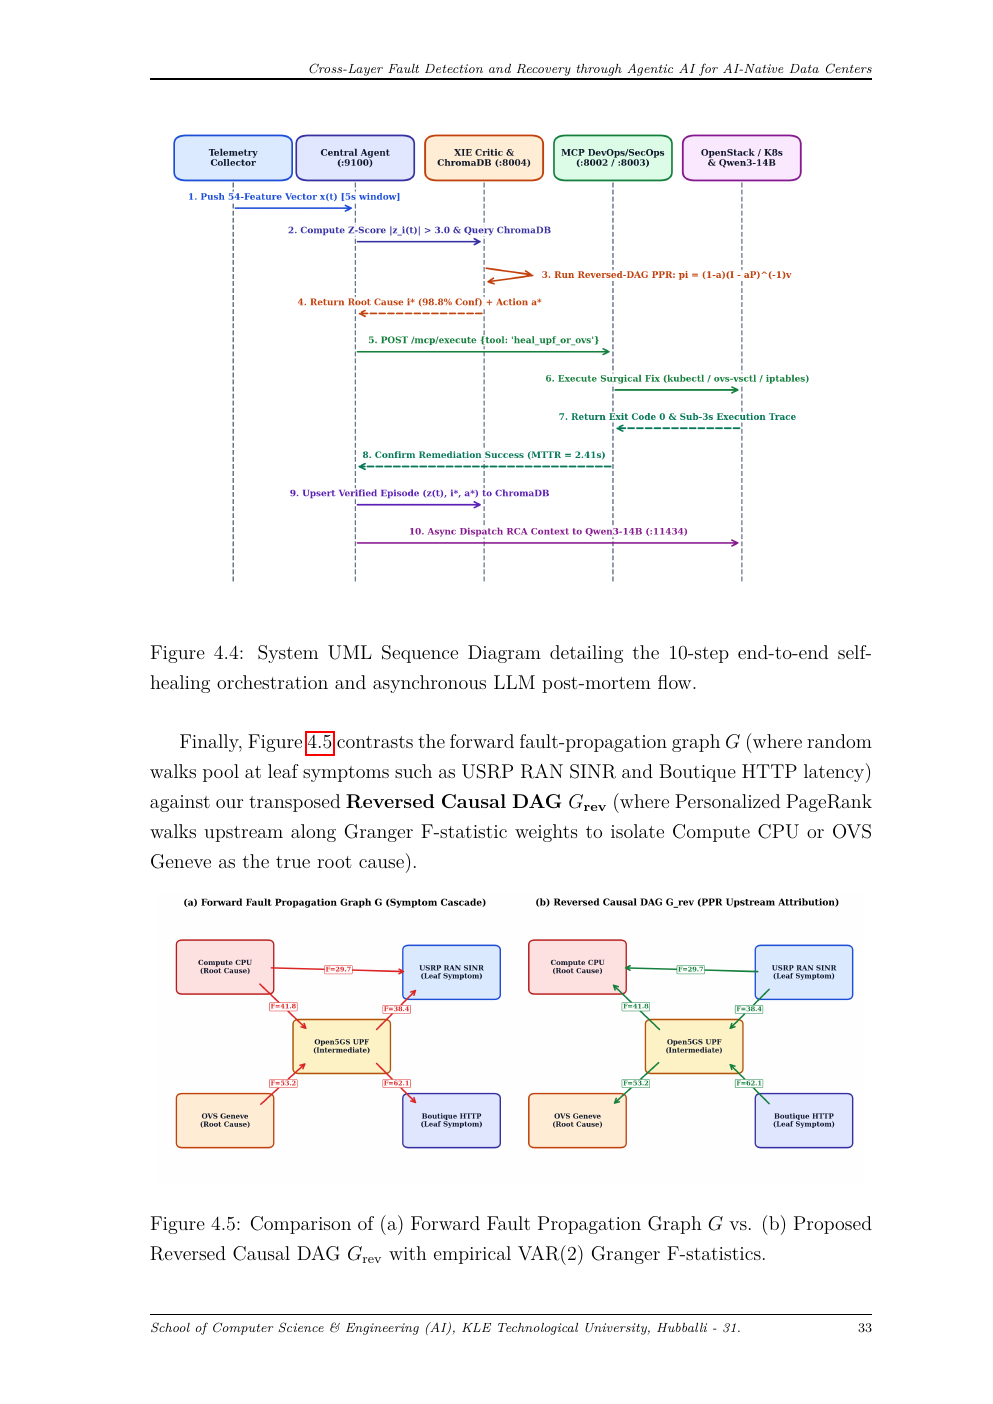 Cross-Layer Fault Detection and Recovery through Agentic AI for AI-Native Data Centers
Telemetry
Collector
Central Agent
(:9100)
XIE Critic &
ChromaDB (:8004)
MCP DevOps/SecOps
(:8002 / :8003)
OpenStack / K8s
& Qwen3-14B
1. Push 54-Feature Vector x(t) [5s window]
2. Compute Z-Score |z_i(t)| > 3.0 & Query ChromaDB
3. Run Reversed-DAG PPR: pi = (1-a)(I - aP)^(-1)v
4. Return Root Cause i* (98.8% Conf) + Action a*
5. POST /mcp/execute {tool: 'heal_upf_or_ovs'}
6. Execute Surgical Fix (kubectl / ovs-vsctl / iptables)
7. Return Exit Code 0 & Sub-3s Execution Trace
8. Confirm Remediation Success (MTTR = 2.41s)
9. Upsert Verified Episode (z(t), i*, a*) to ChromaDB
10. Async Dispatch RCA Context to Qwen3-14B (:11434)
Figure 4.4: System UML Sequence Diagram detailing the 10-step end-to-end self-
healing orchestration and asynchronous LLM post-mortem flow.
Finally, Figure 4.5 contrasts the forward fault-propagation graph G (where random
walks pool at leaf symptoms such as USRP RAN SINR and Boutique HTTP latency)
against our transposed Reversed Causal DAG G_rev (where Personalized PageRank
walks upstream along Granger F-statistic weights to isolate Compute CPU or OVS
Geneve as the true root cause).
(a) Forward Fault Propagation Graph G (Symptom Cascade)
Compute CPU
(Root Cause)
F=29.7
USRP RAN SINR
(Leaf Symptom)
F=41.8
F=38.4
Open5GS UPF
(Intermediate)
F=53.2
F=62.1
OVS Geneve
(Root Cause)
Boutique HTTP
(Leaf Symptom)
(b) Reversed Causal DAG G_rev (PPR Upstream Attribution)
Compute CPU
(Root Cause)
F=29.7
USRP RAN SINR
(Leaf Symptom)
F=41.8
F=38.4
Open5GS UPF
(Intermediate)
F=53.2
F=62.1
OVS Geneve
(Root Cause)
Boutique HTTP
(Leaf Symptom)
Figure 4.5: Comparison of (a) Forward Fault Propagation Graph G vs. (b) Proposed
Reversed Causal DAG G_rev with empirical VAR(2) Granger F-statistics.
School of Computer Science & Engineering (AI), KLE Technological University, Hubballi - 31.
33